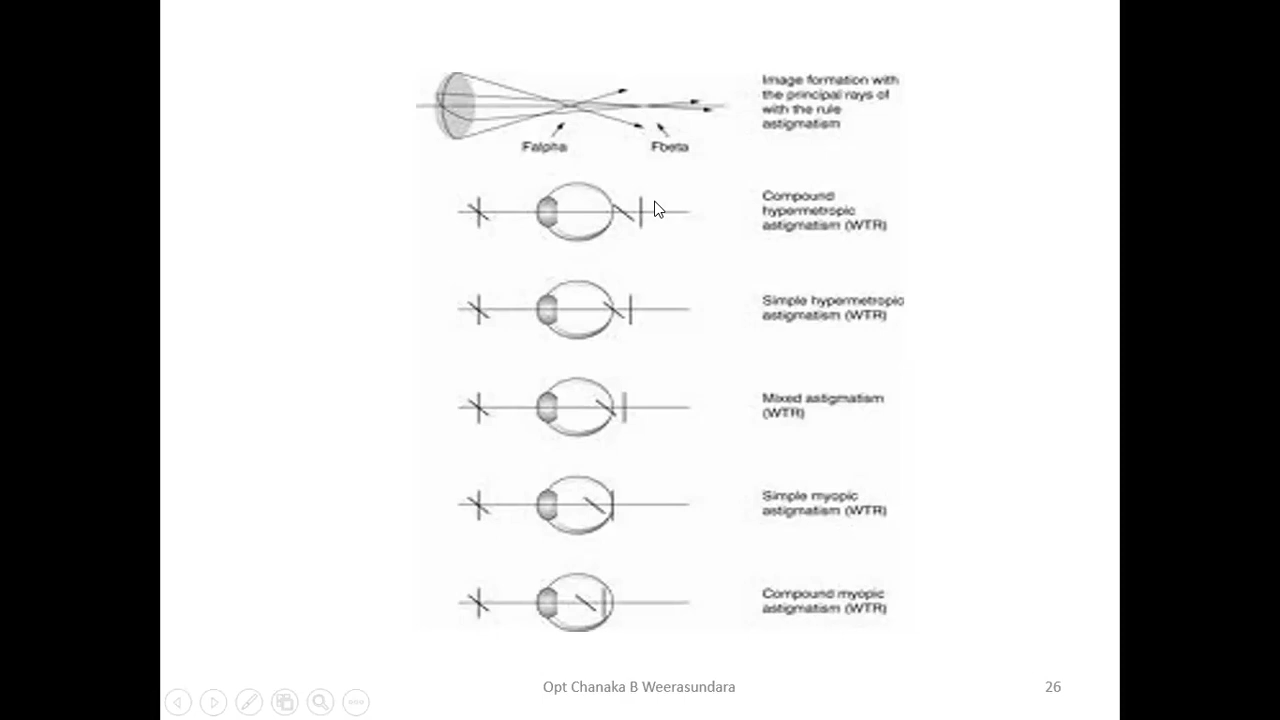 Image formation with
the principal rays of
with the rule
astigmatism
Falpha
Fbeta
Compound
hypermetropic
astigmatism (WTR)
Simple hypermetropic
astigmatism (WTR)
Mixed astigmatism
(WTR)
Simple myopic
astigmatism (WTR)
Compound myopic
astigmatism (WTR)
Opt Chanaka B Weerasundara
26